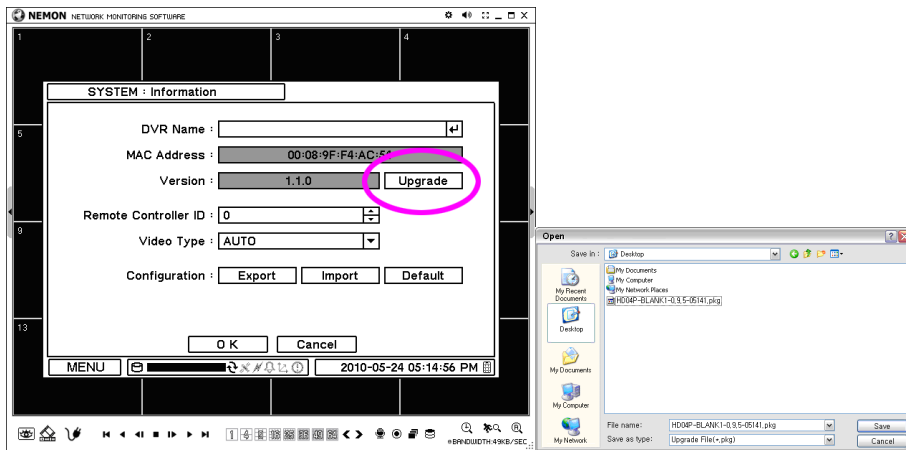 NEMON NETWORK MONITORING SOFTWARE
1 2 3 4
SYSTEM : Information
DVR Name :
5
MAC Address : 00:08:9F:F4:AC:
Version : 1.1.0 Upgrade
Remote Controller ID : 0
9
Video Type : AUTO
Configuration : Export Import Default
13
OK Cancel
MENU 2010-05-24 05:14:56 PM
1 4
BANDWIDTH:49KB/SEC
Open
Save in : Desktop
My Recent Documents
Desktop
My Documents
My Computer
My Network
My Documents
My Computer
My Network Places
HD04P-BLANK1-0,9,5-05141,pkg
File name: HD04P-BLANK1-0,9,5-05141,pkg Save
Save as type: Upgrade File(*,pkg) Cancel